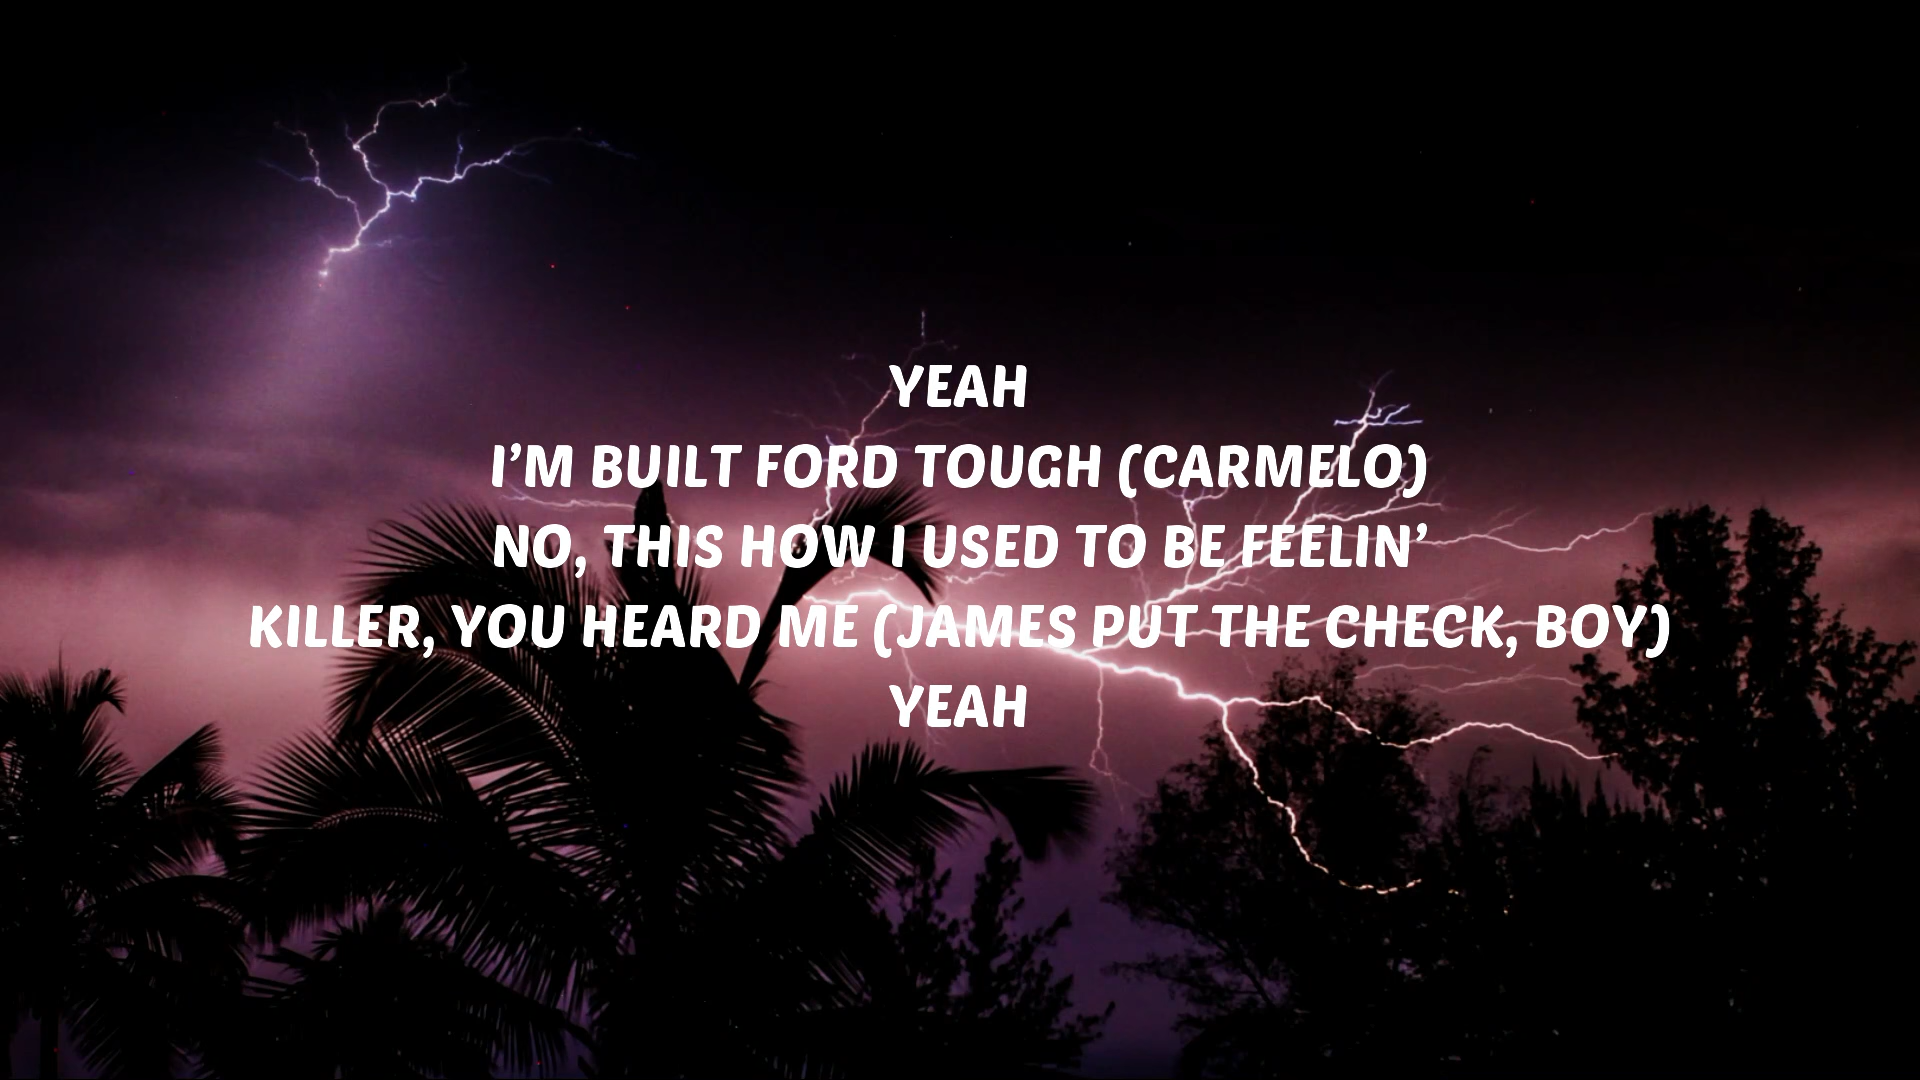 YEAH
I’M BUILT FORD TOUGH (CARMELO)
NO, THIS HOW I USED TO BE FEELIN’
KILLER, YOU HEARD ME (JAMES PUT THE CHECK, BOY)
YEAH